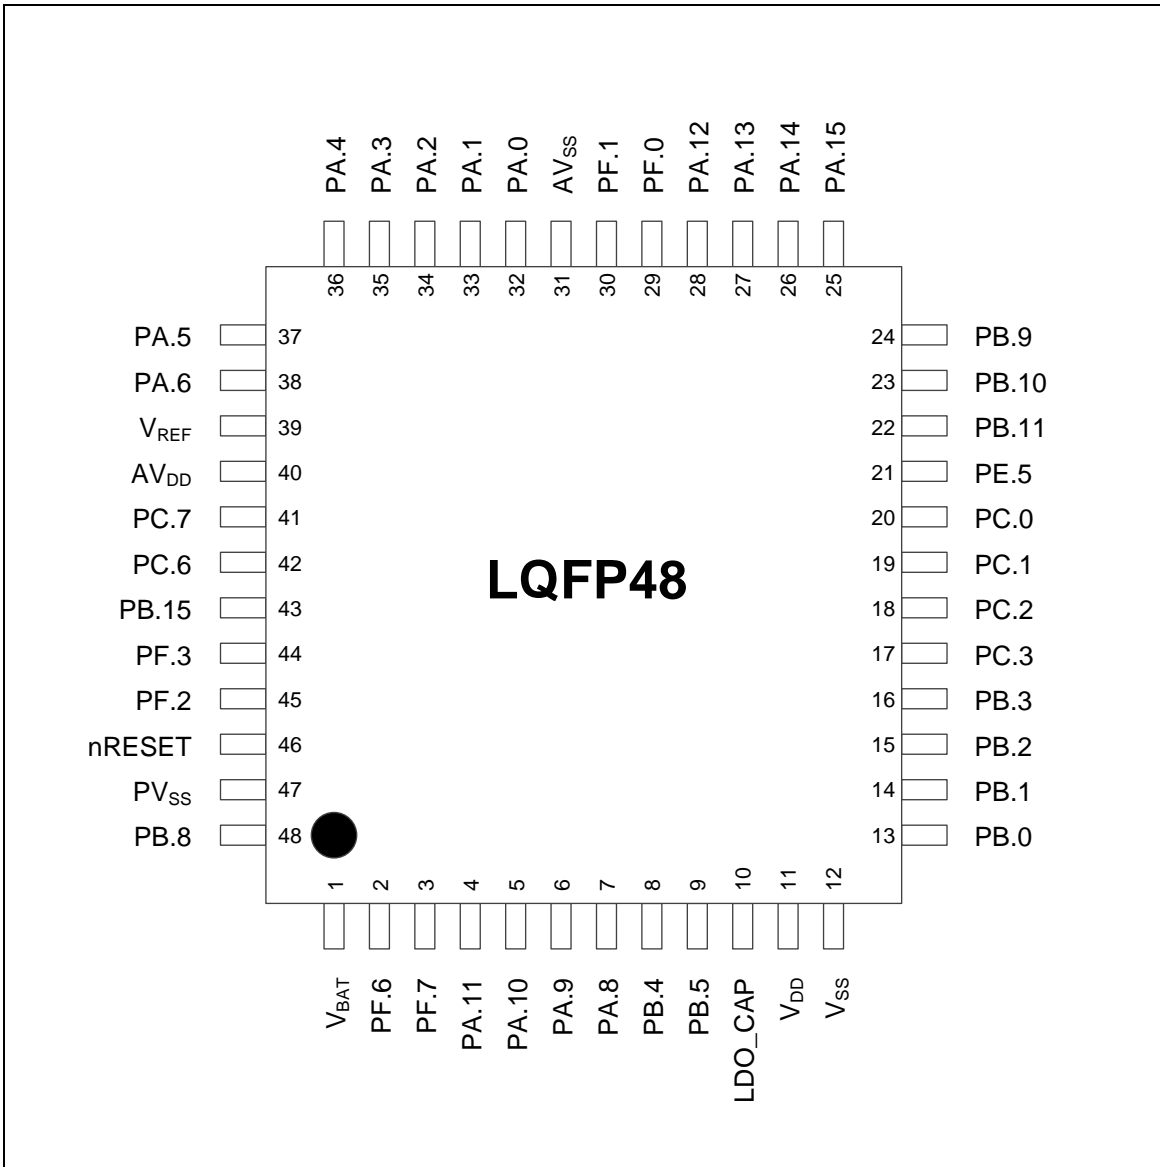 PA.4 PA.3 PA.2 PA.1 PA.0 AVSS PF.1 PF.0 PA.12 PA.13 PA.14 PA.15
36 35 34 33 32 31 30 29 28 27 26 25
PA.5 37 24 PB.9
PA.6 38 23 PB.10
VREF 39 22 PB.11
AVDD 40 21 PE.5
PC.7 41 20 PC.0
PC.6 42 19 PC.1
LQFP48
PB.15 43 18 PC.2
PF.3 44 17 PC.3
PF.2 45 16 PB.3
nRESET 46 15 PB.2
PVSS 47 14 PB.1
PB.8 48 13 PB.0
1 2 3 4 5 6 7 8 9 10 11 12
VBAT PF.6 PF.7 PA.11 PA.10 PA.9 PA.8 PB.4 PB.5 LDO_CAP VDD VSS